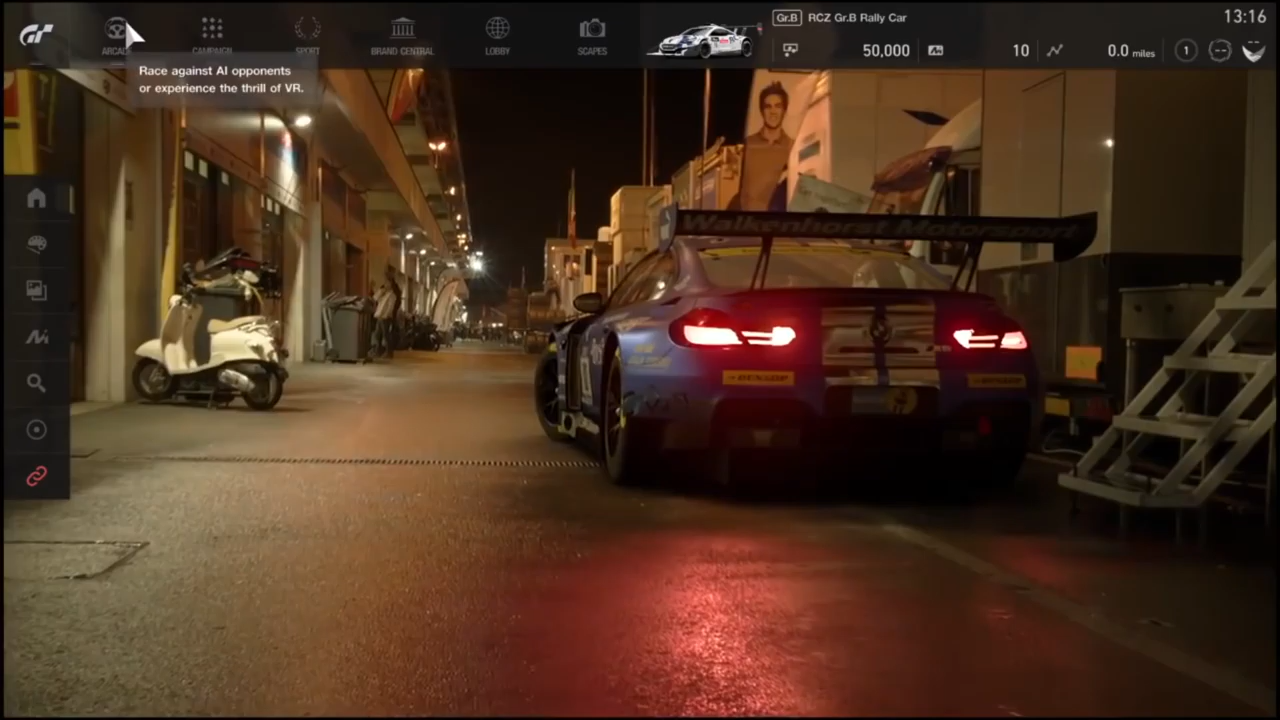 ARCADE
CAMPAIGN
SPORT
BRAND CENTRAL
LOBBY
SCAPES
Gr.B RCZ Gr.B Rally Car
50,000
10
0.0 miles
1
13:16
Race against AI opponents
or experience the thrill of VR.
Walkenhorst Motorsport
DUNLOP
DUNLOP